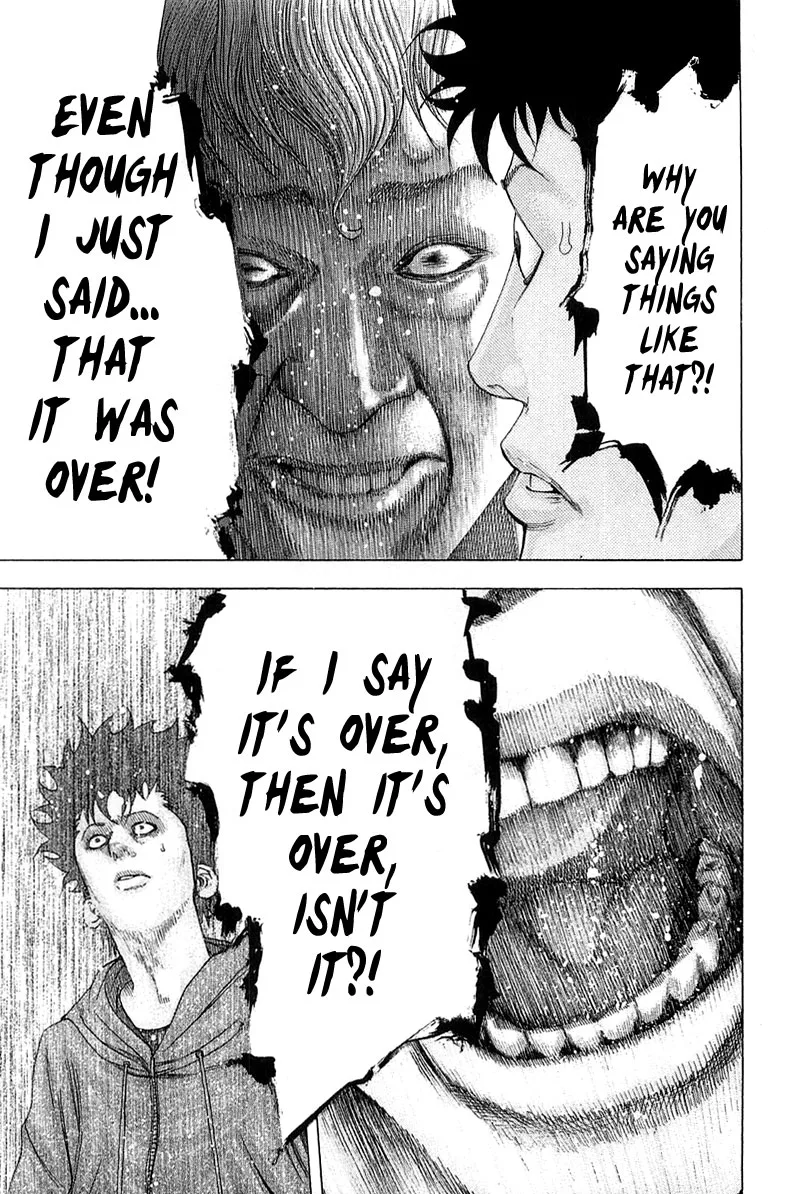 WHY
ARE YOU
SAYING
THINGS
LIKE
THAT?!
EVEN
THOUGH
I JUST
SAID...
THAT
IT WAS
OVER!
IF I SAY
IT'S OVER,
THEN IT'S
OVER,
ISN'T
IT?!